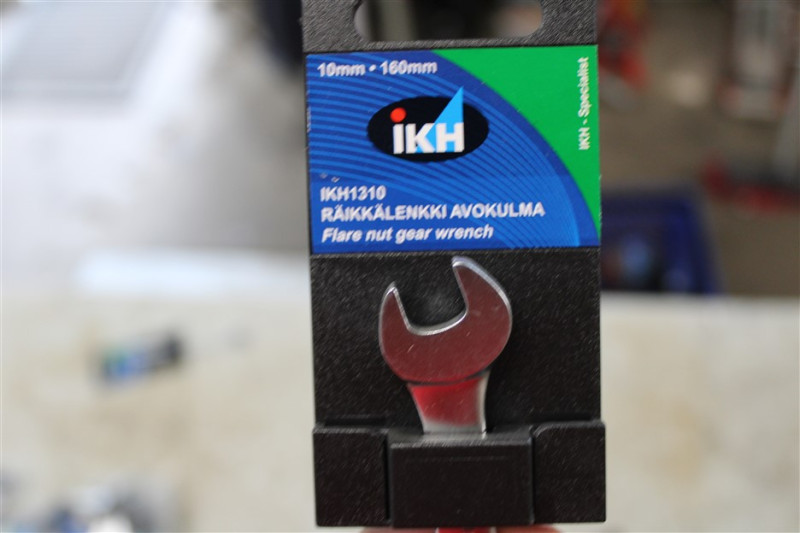 10mm • 160mm
IKH
IKH - Specialist
IKH1310
RÄIKKÄLENKKI AVOKULMA
Flare nut gear wrench